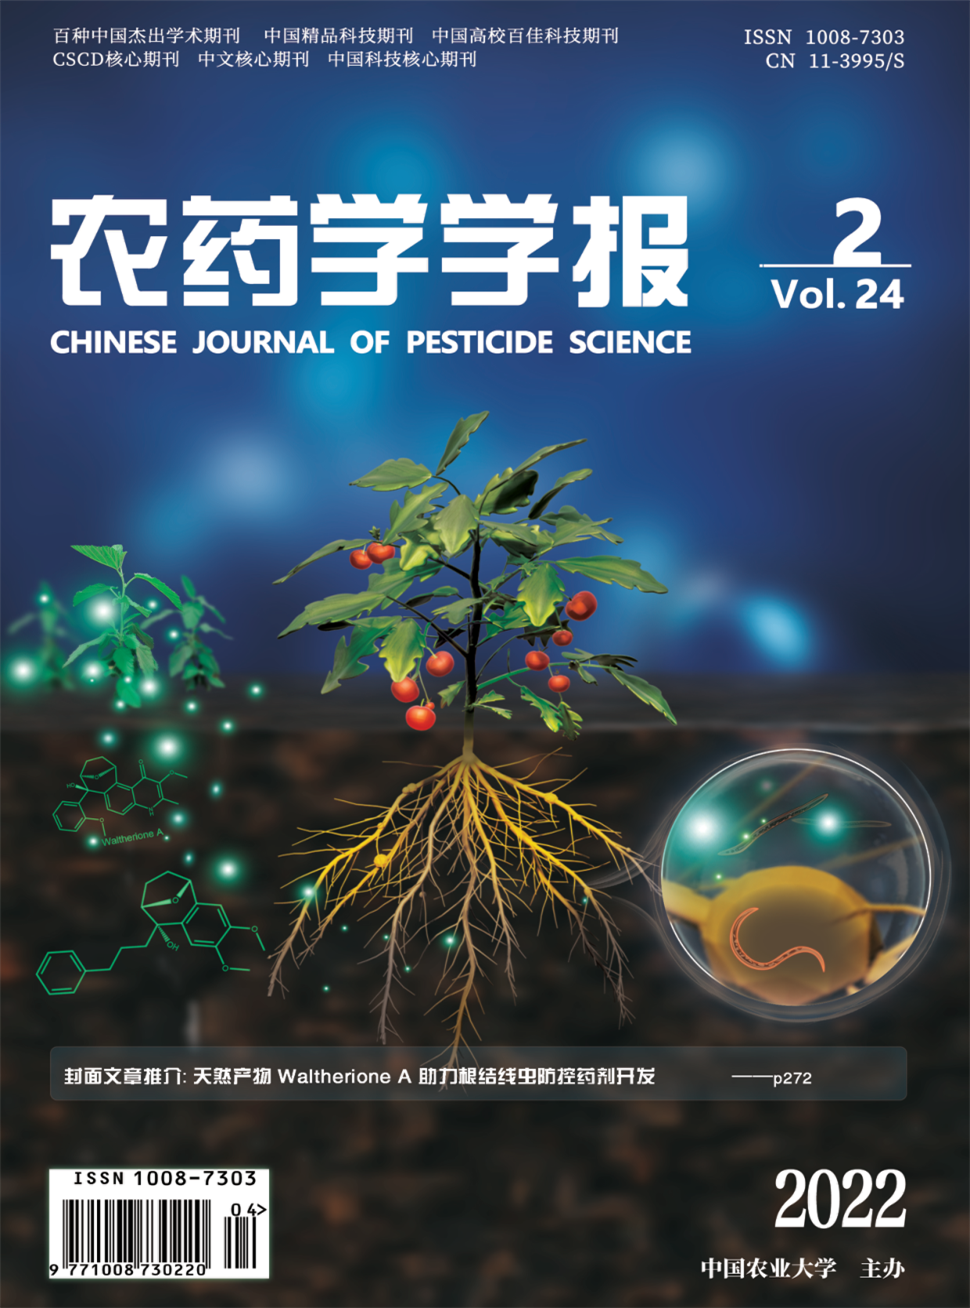 百种中国杰出学术期刊 中国精品科技期刊 中国高校百佳科技期刊
CSCD核心期刊 中文核心期刊 中国科技核心期刊
ISSN 1008-7303
CN 11-3995/S
农药学学报
CHINESE JOURNAL OF PESTICIDE SCIENCE
2
Vol. 24
HO
O
O
N
H
O
Waltherione A
O
OH
O
O
封面文章推介: 天然产物 Waltherione A 助力根结线虫防控药剂开发 ——p272
ISSN 1008-7303
04>
9 771008 730220
2022
中国农业大学 主办